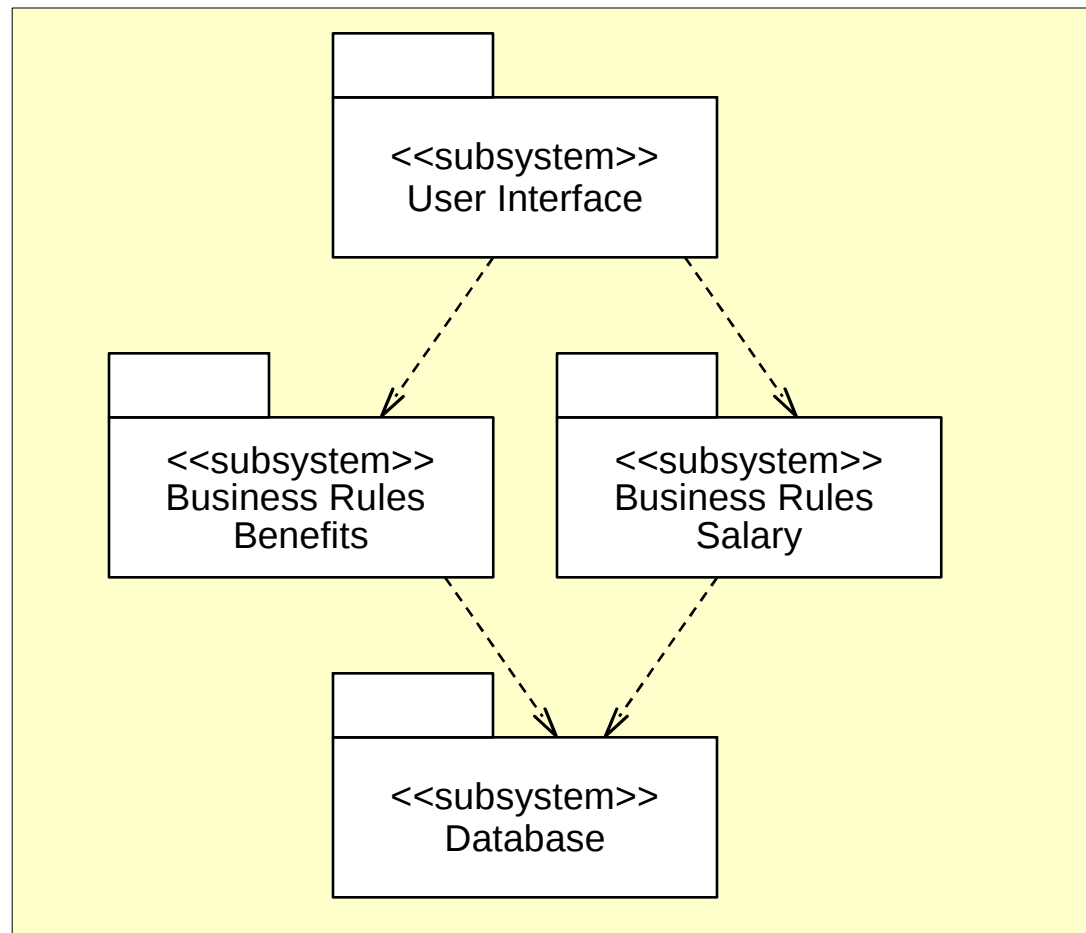 <<subsystem>>
User Interface
<<subsystem>>
Business Rules
Benefits
<<subsystem>>
Business Rules
Salary
<<subsystem>>
Database